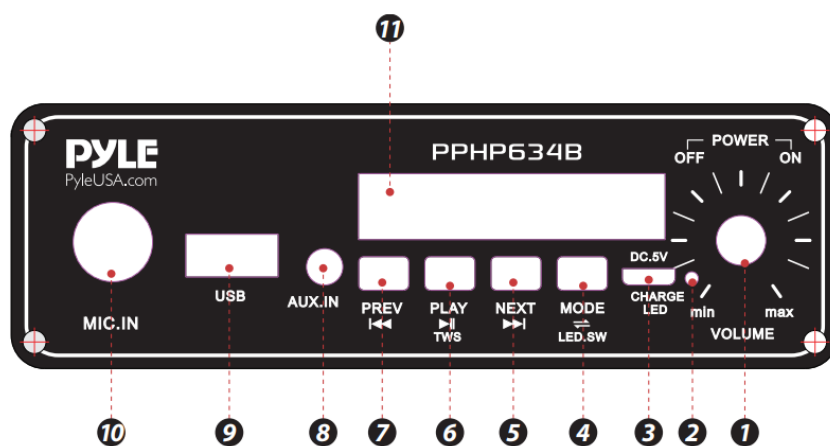 11
PYLE
PyleUSA.com
PPHP634B
POWER
OFF ON
MIC.IN
USB
AUX.IN
PREV
PLAY
TWS
NEXT
MODE
LED.SW
DC.5V
CHARGE
LED
min max
VOLUME
10 9 8 7 6 5 4 3 2 1